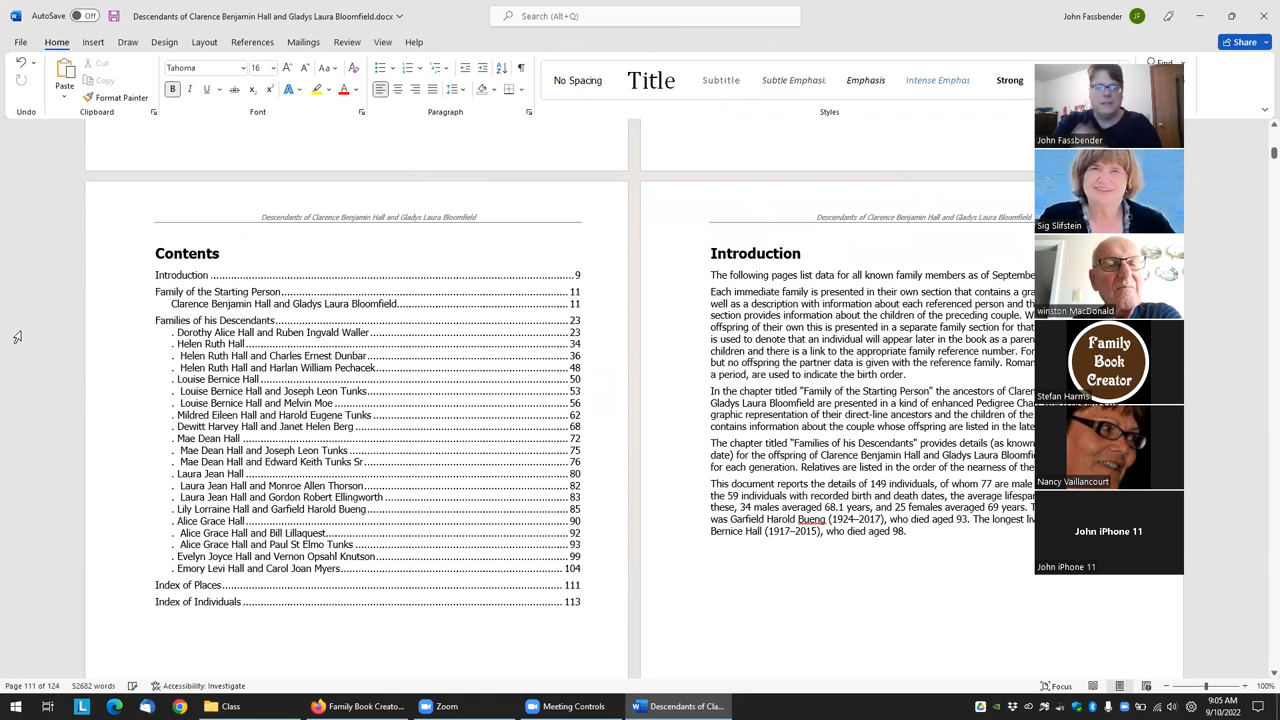 AutoSave Off
Descendants of Clarence Benjamin Hall and Gladys Laura Bloomfield.docx
Search (Alt+Q)
John Fassbender JF
File Home Insert Draw Design Layout References Mailings Review View Help
Share
Paste
Cut
Copy
Format Painter
Tahoma 16
No Spacing Title Subtitle Subtle Emphasi: Emphasis Intense Emphas Strong
Find
Undo Clipboard Font Paragraph Styles
Descendants of Clarence Benjamin Hall and Gladys Laura Bloomfield
Contents
Introduction 9
Family of the Starting Person 11
Clarence Benjamin Hall and Gladys Laura Bloomfield 11
Families of his Descendants 23
. Dorothy Alice Hall and Ruben Ingvald Waller 23
. Helen Ruth Hall 34
. Helen Ruth Hall and Charles Ernest Dunbar 36
. Helen Ruth Hall and Harlan William Pechacek 48
. Louise Bernice Hall 50
. Louise Bernice Hall and Joseph Leon Tunks 53
. Louise Bernice Hall and Melvin Moe 56
. Mildred Eileen Hall and Harold Eugene Tunks 62
. Dewitt Harvey Hall and Janet Helen Berg 68
. Mae Dean Hall 72
. Mae Dean Hall and Joseph Leon Tunks 75
. Mae Dean Hall and Edward Keith Tunks Sr 76
. Laura Jean Hall 80
. Laura Jean Hall and Monroe Allen Thorson 82
. Laura Jean Hall and Gordon Robert Ellingworth 83
. Lily Lorraine Hall and Garfield Harold Bueng 85
. Alice Grace Hall 90
. Alice Grace Hall and Bill Lillaquest 92
. Alice Grace Hall and Paul St Elmo Tunks 93
. Evelyn Joyce Hall and Vernon Opsahl Knutson 99
. Emory Levi Hall and Carol Joan Myers 104
Index of Places 111
Index of Individuals 113
Descendants of Clarence Benjamin Hall and Gladys Laura Bloomfield
Introduction
The following pages list data for all known family members as of Septembe
Each immediate family is presented in its own section that contains a gra
well as a description with information about each referenced person and th
section provides information about the children of the preceding couple. W
offspring of their own this is presented in a separate family section for that
is used to denote that an individual will appear later in the book as a paren
children and there is a link to the appropriate family reference number. For
but no offspring the partner data is given with the reference family. Roman
a period, are used to indicate the birth order.
In the chapter titled "Family of the Starting Person" the ancestors of Claren
Gladys Laura Bloomfield are presented in a kind of enhanced Pedigree Cha
graphic representation of their direct-line ancestors and the children of the
contains information about the couple whose offspring are listed in the late
The chapter titled "Families of his Descendants" provides details (as known
date) for the offspring of Clarence Benjamin Hall and Gladys Laura Bloomfi
for each generation. Relatives are listed in the order of the nearness of the
This document reports the details of 149 individuals, of whom 77 are male
the 59 individuals with recorded birth and death dates, the average lifespa
these, 34 males averaged 68.1 years, and 25 females averaged 69 years. T
was Garfield Harold Bueng (1924–2017), who died aged 93. The longest liv
Bernice Hall (1917–2015), who died aged 98.
John Fassbender
Sig Slifstein
winston MacDonald
Family
Book
Creator
Stefan Harms
Nancy Vaillancourt
John iPhone 11
John iPhone 11
Page 111 of 124 52682 words Accessibility: Investigate
Focus
100%
Class
Family Book Creato...
Zoom
Meeting Controls
Descendants of Cla...
9:05 AM
9/10/2022